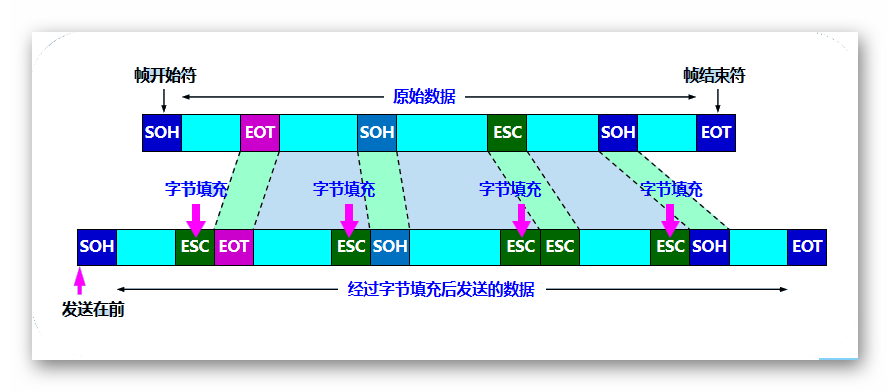 帧开始符 帧结束符
原始数据
SOH EOT SOH ESC SOH EOT
字节填充 字节填充 字节填充 字节填充
SOH ESC EOT ESC SOH ESC ESC ESC SOH EOT
经过字节填充后发送的数据
发送在前